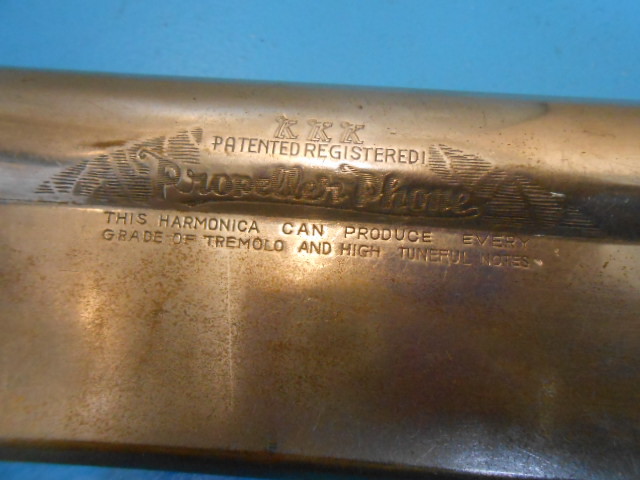 KKK
PATENTED REGISTERED
Propeller Phone
THIS HARMONICA CAN PRODUCE EVERY
GRADE-OF TREMOLO AND HIGH TUNEFUL NOTES